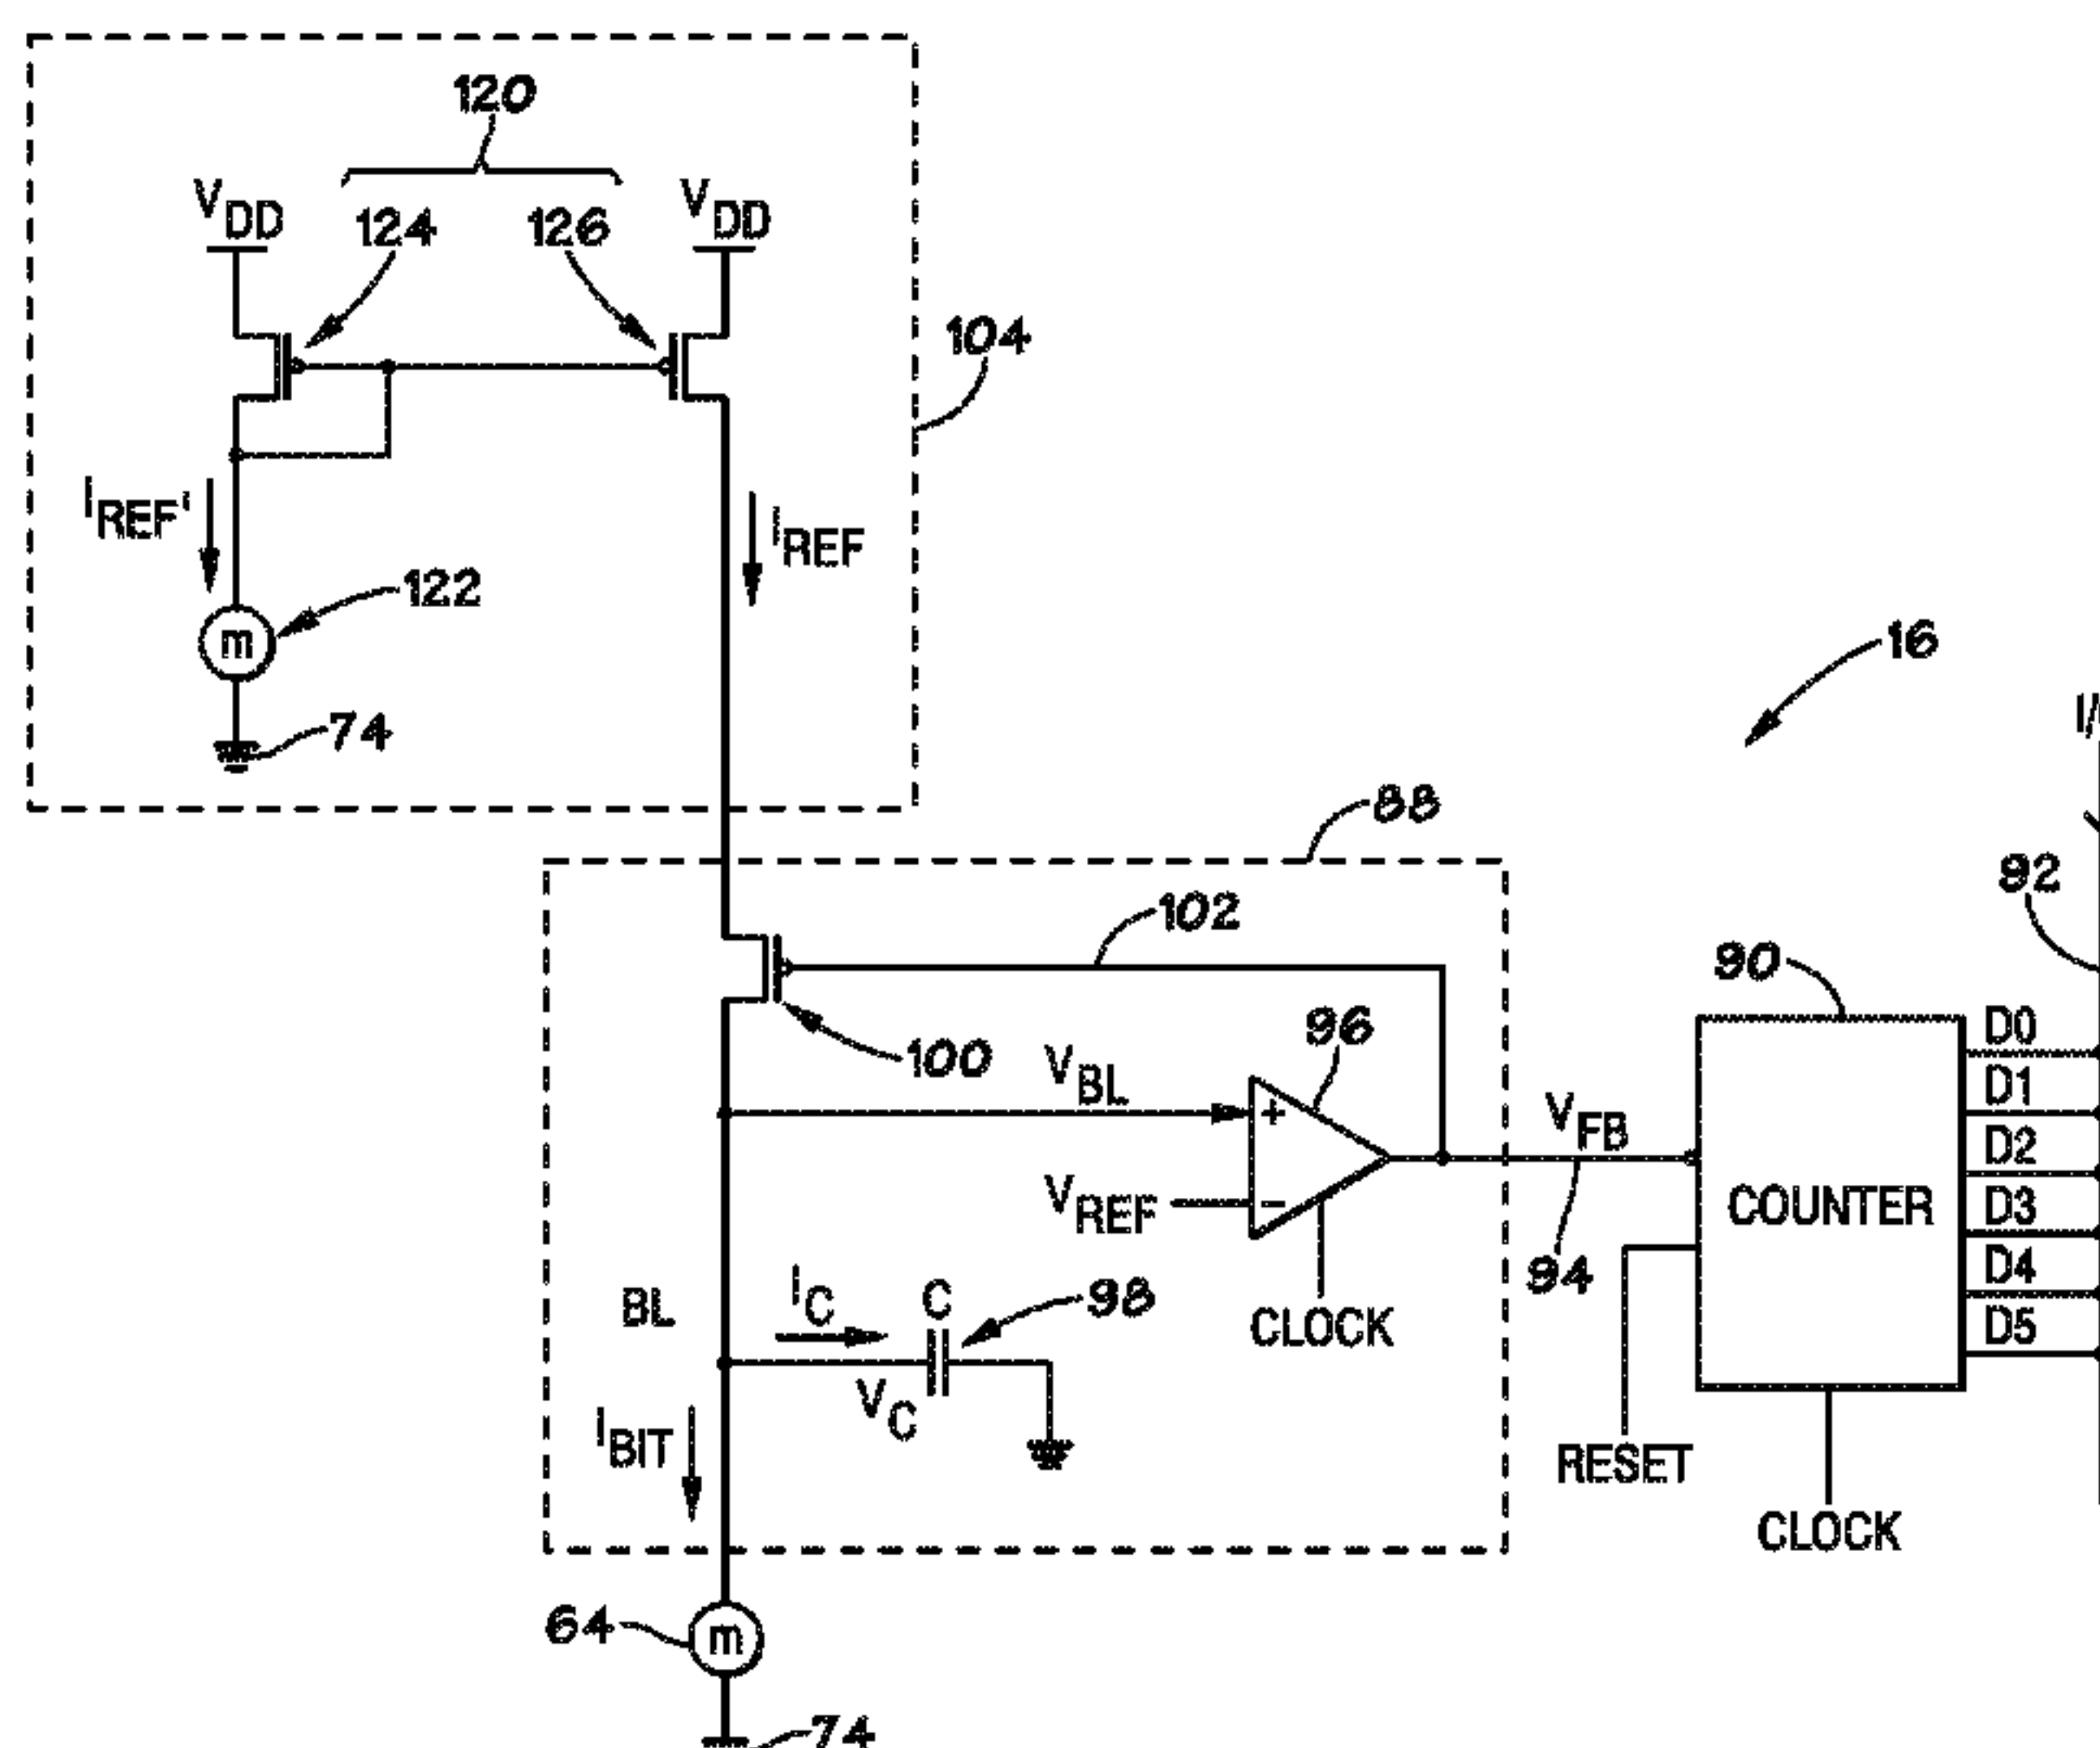 120
VDD
124
126
VDD
104
IREF'
IREF
122
m
74
16
88
92
102
90
100
VBL
96
D0
+
VFB
D1
D2
VREF
−
COUNTER
D3
94
D4
BL
IC
C
98
CLOCK
D5
VC
IBIT
RESET
CLOCK
64
m
74